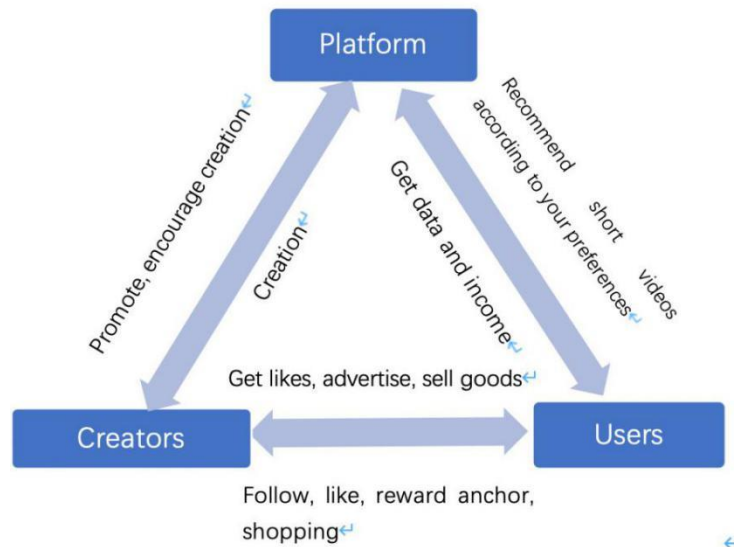 Platform
Promote, encourage creation
Creation
Get data and income
Recommend short videos
according to your preferences
Get likes, advertise, sell goods
Creators
Users
Follow, like, reward anchor,
shopping